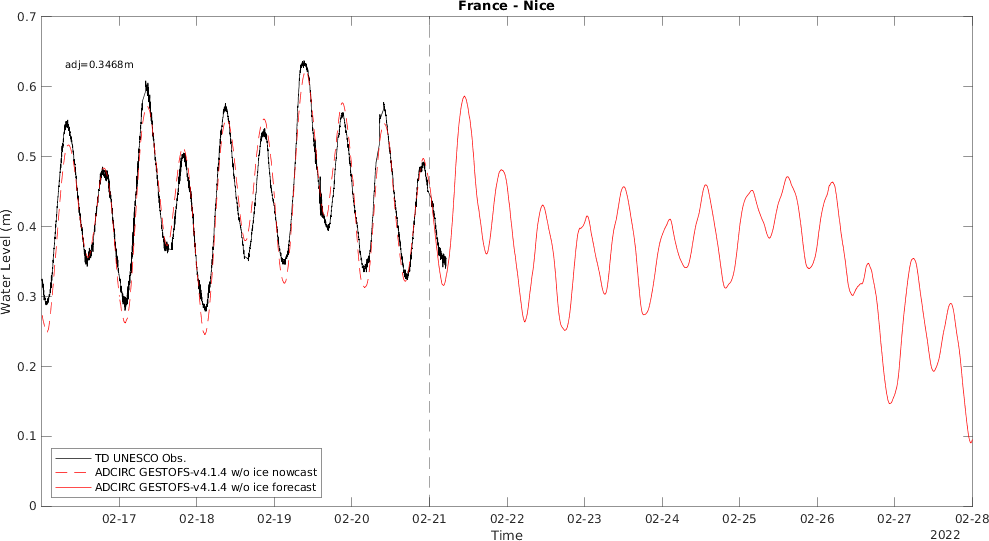 France - Nice
0.7
0.6
0.5
0.4
0.3
0.2
0.1
0
Water Level (m)
adj=0.3468m
TD UNESCO Obs.
ADCIRC GESTOFS-v4.1.4 w/o ice nowcast
ADCIRC GESTOFS-v4.1.4 w/o ice forecast
02-17 02-18 02-19 02-20 02-21 02-22 02-23 02-24 02-25 02-26 02-27 02-28
Time
2022